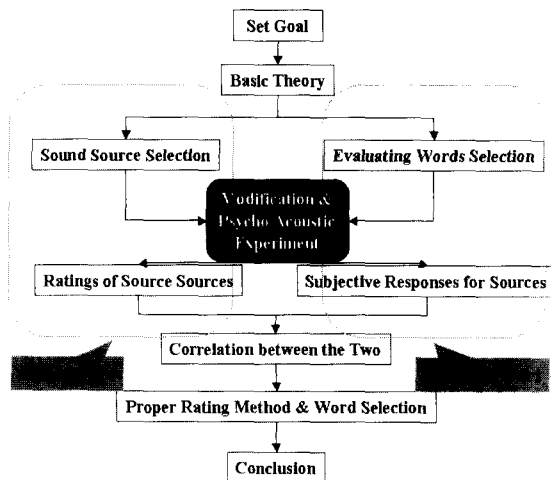 Set Goal
Basic Theory
Sound Source Selection
Evaluating Words Selection
Modification &
Psycho Acoustic
Experiment
Ratings of Source Sources
Subjective Responses for Sources
Correlation between the Two
Proper Rating Method & Word Selection
Conclusion